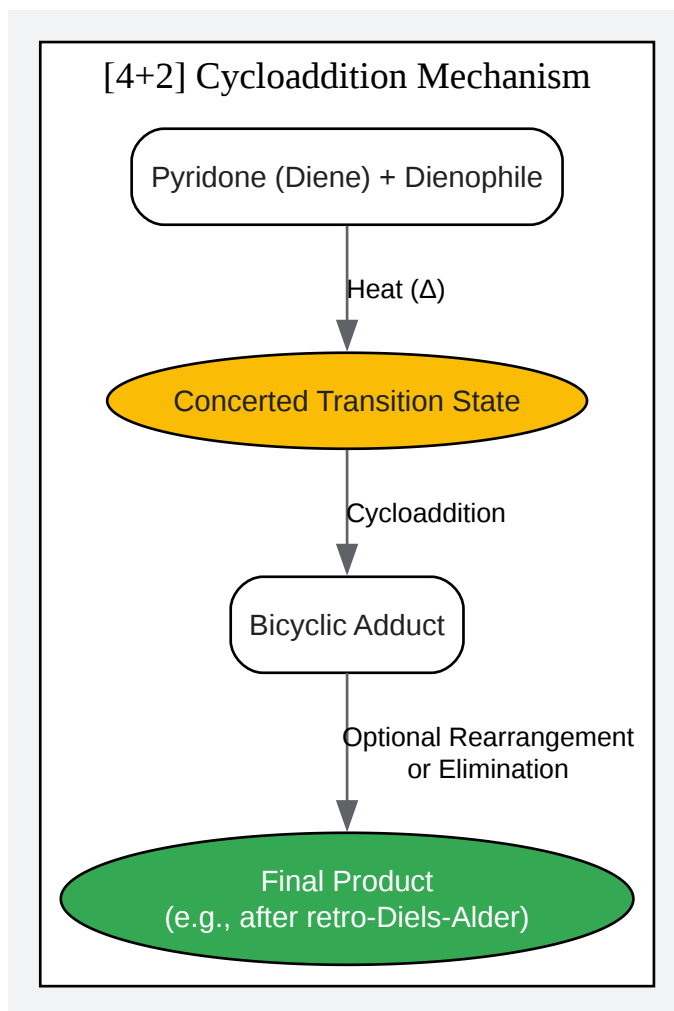 [4+2] Cycloaddition Mechanism
Pyridone (Diene) + Dienophile
Heat (Δ)
Concerted Transition State
Cycloaddition
Bicyclic Adduct
Optional Rearrangement
or Elimination
Final Product
(e.g., after retro-Diels-Alder)